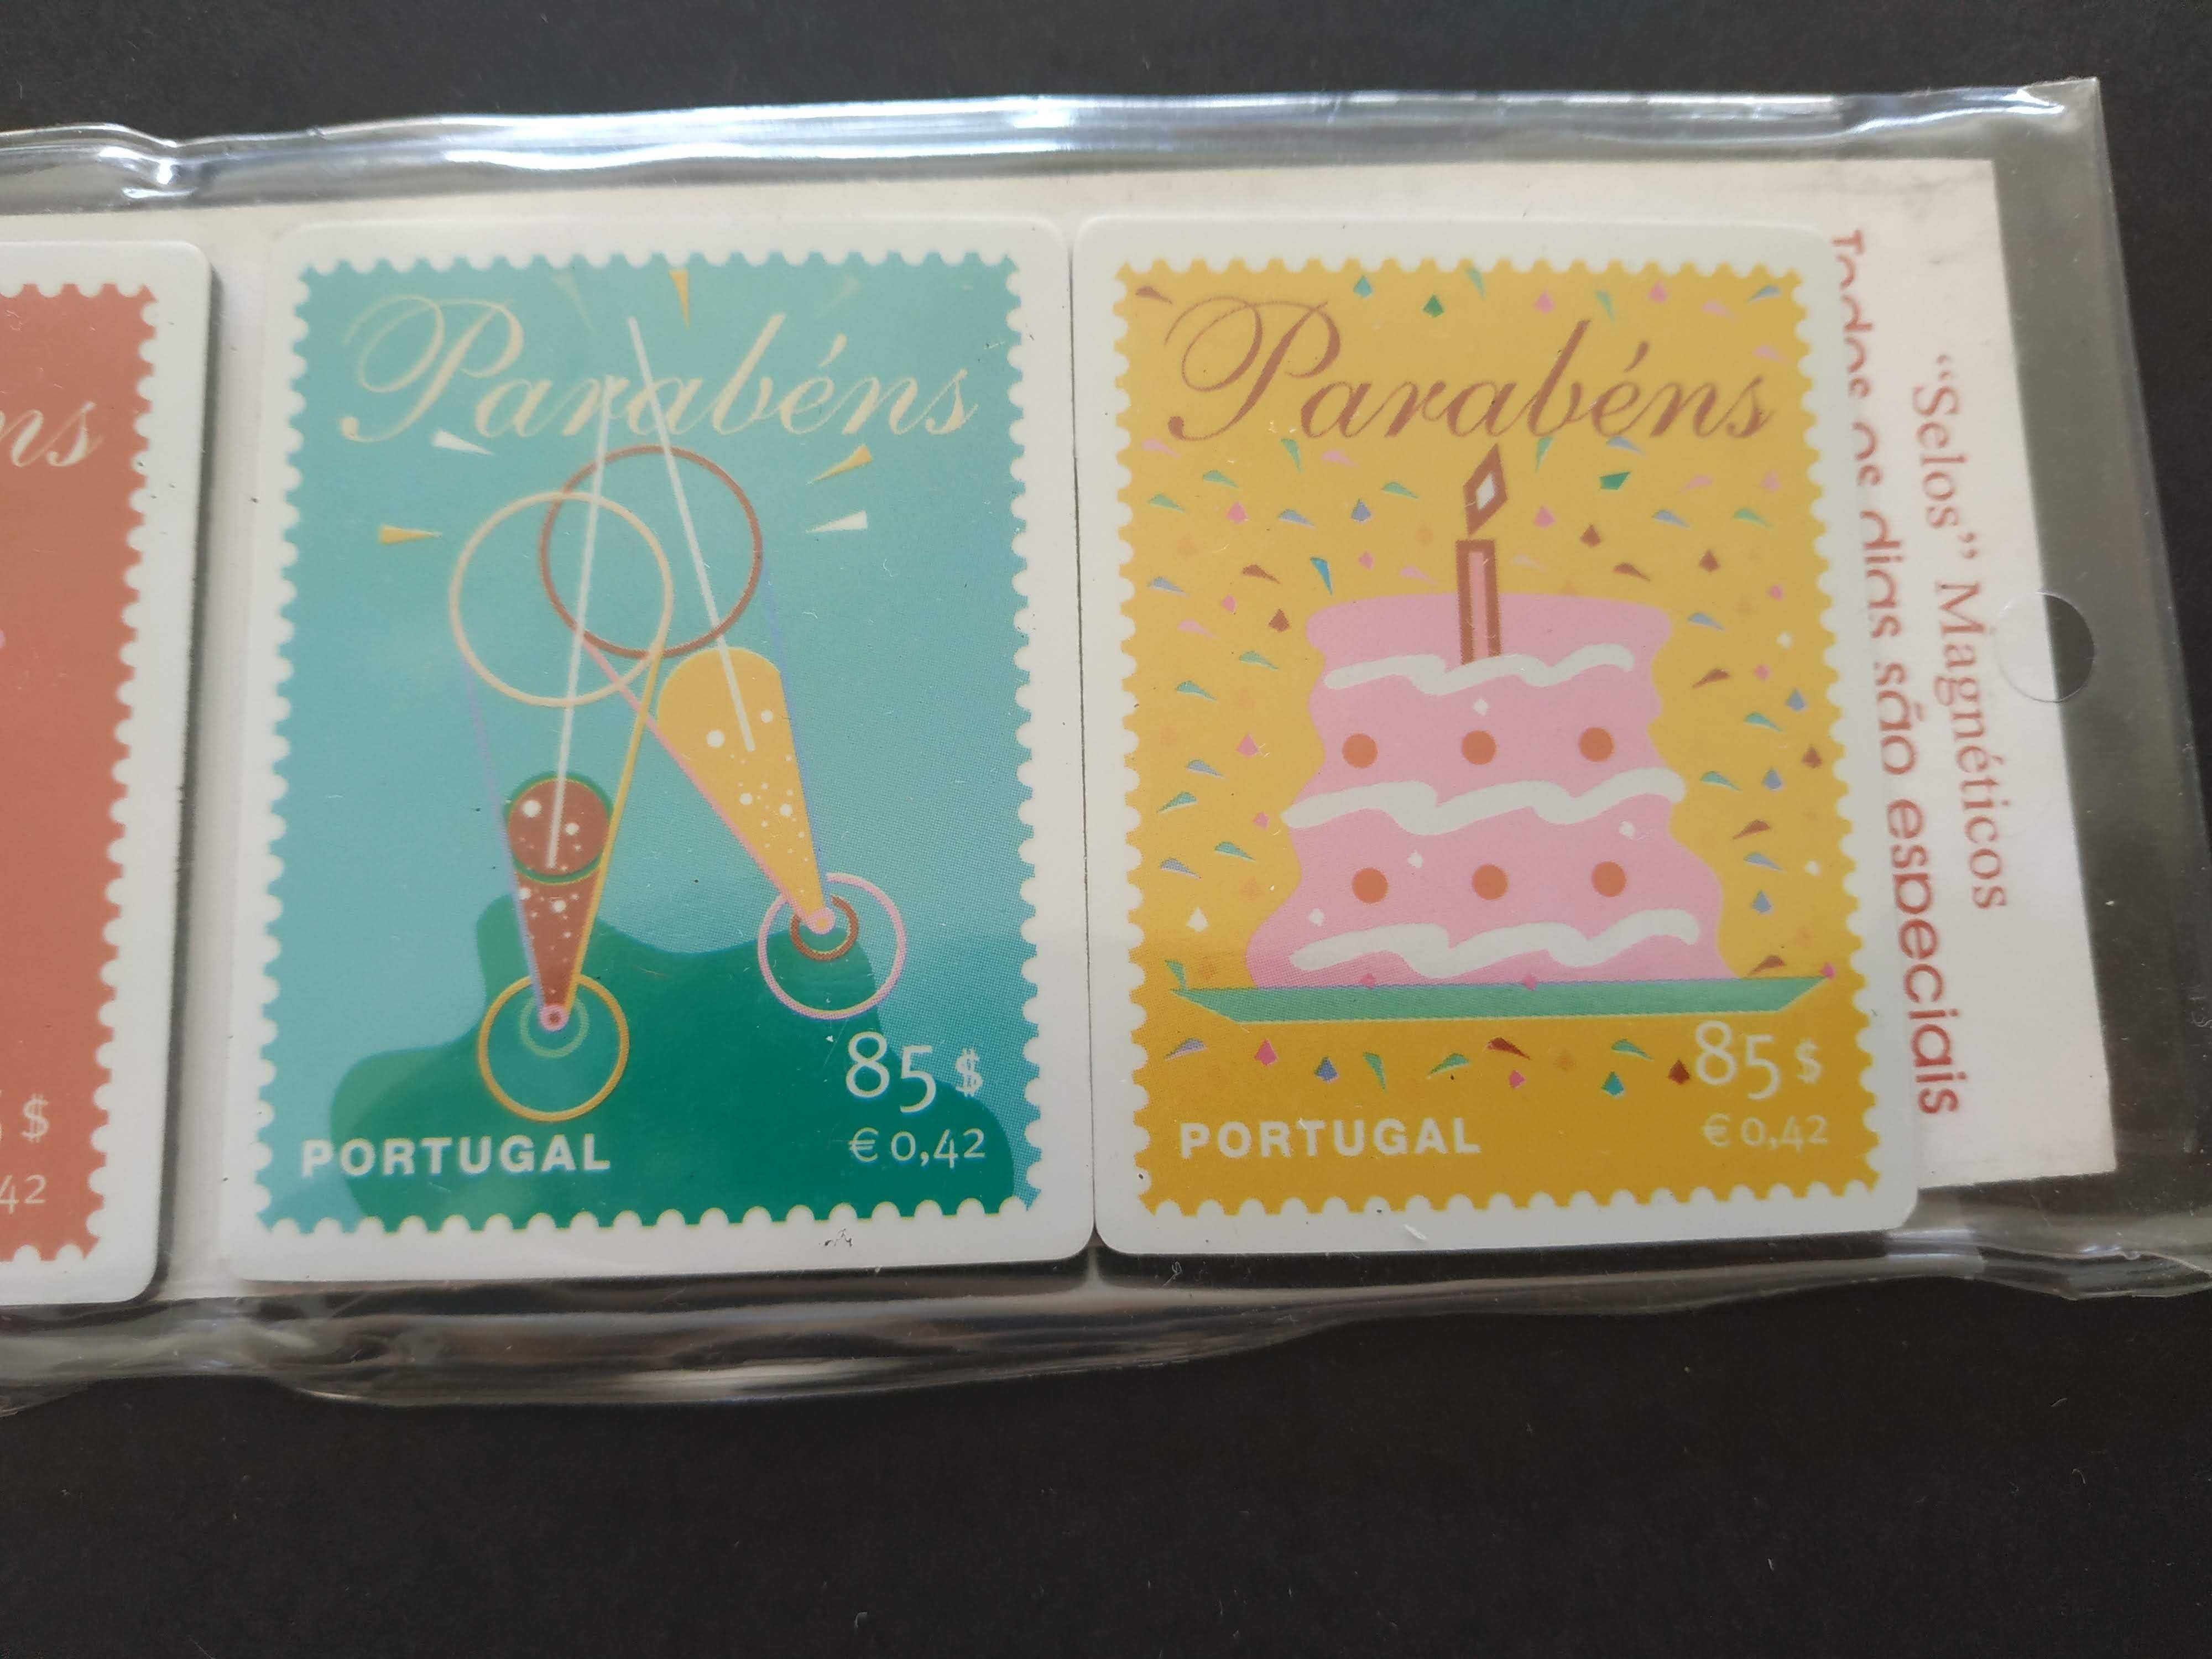 ns
$
42
Parabéns
85$
€0,42
PORTUGAL
Parabéns
85$
€0,42
PORTUGAL
"Selos" Magnéticos
Todos os dias são especiais